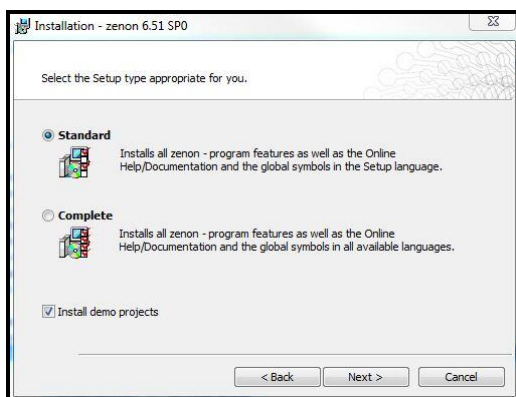 Installation - zenon 6.51 SP0
Select the Setup type appropriate for you.
Standard
Installs all zenon - program features as well as the Online
Help/Documentation and the global symbols in the Setup language.
Complete
Installs all zenon - program features as well as the Online
Help/Documentation and the global symbols in all available languages.
Install demo projects
< Back
Next >
Cancel